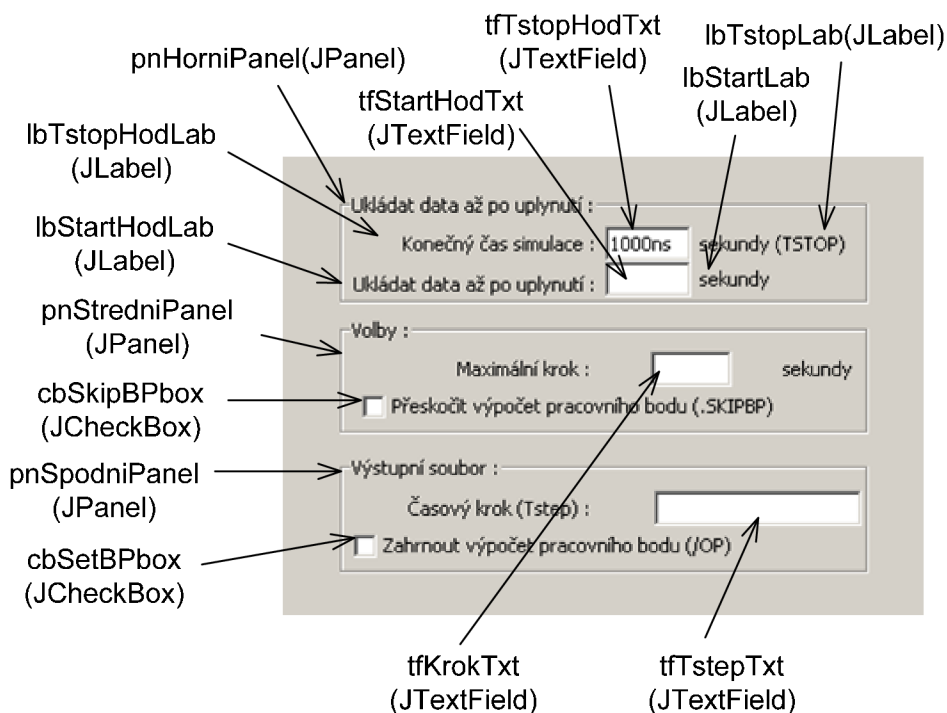 tfTstopHodTxt
(JTextField)
lbTstopLab(JLabel)
pnHorniPanel(JPanel)
lbStartLab
(JLabel)
tfStartHodTxt
(JTextField)
lbTstopHodLab
(JLabel)
Ukládat data až po uplynutí :
lbStartHodLab
(JLabel)
Konečný čas simulace : 1000ns sekundy (TSTOP)
Ukládat data až po uplynutí : sekundy
pnStredniPanel
(JPanel)
Volby :
Maximální krok : sekundy
cbSkipBPbox
(JCheckBox)
Přeskočit výpočet pracovního bodu (.SKIPBP)
pnSpodniPanel
(JPanel)
Výstupní soubor :
Časový krok (Tstep) :
Zahrnout výpočet pracovního bodu (/OP)
cbSetBPbox
(JCheckBox)
tfKrokTxt
(JTextField)
tfTstepTxt
(JTextField)